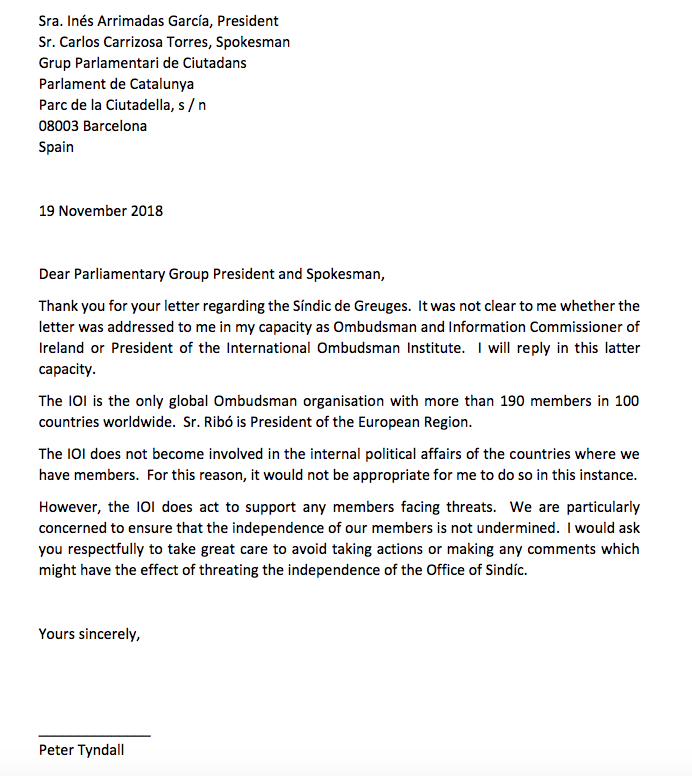 Sra. Inés Arrimadas García, President
Sr. Carlos Carrizosa Torres, Spokesman
Grup Parlamentari de Ciutadans
Parlament de Catalunya
Parc de la Ciutadella, s / n
08003 Barcelona
Spain
19 November 2018
Dear Parliamentary Group President and Spokesman,
Thank you for your letter regarding the Síndic de Greuges. It was not clear to me whether the
letter was addressed to me in my capacity as Ombudsman and Information Commissioner of
Ireland or President of the International Ombudsman Institute. I will reply in this latter
capacity.
The IOI is the only global Ombudsman organisation with more than 190 members in 100
countries worldwide. Sr. Ribó is President of the European Region.
The IOI does not become involved in the internal political affairs of the countries where we
have members. For this reason, it would not be appropriate for me to do so in this instance.
However, the IOI does act to support any members facing threats. We are particularly
concerned to ensure that the independence of our members is not undermined. I would ask
you respectfully to take great care to avoid taking actions or making any comments which
might have the effect of threating the independence of the Office of Sindíc.
Yours sincerely,
Peter Tyndall